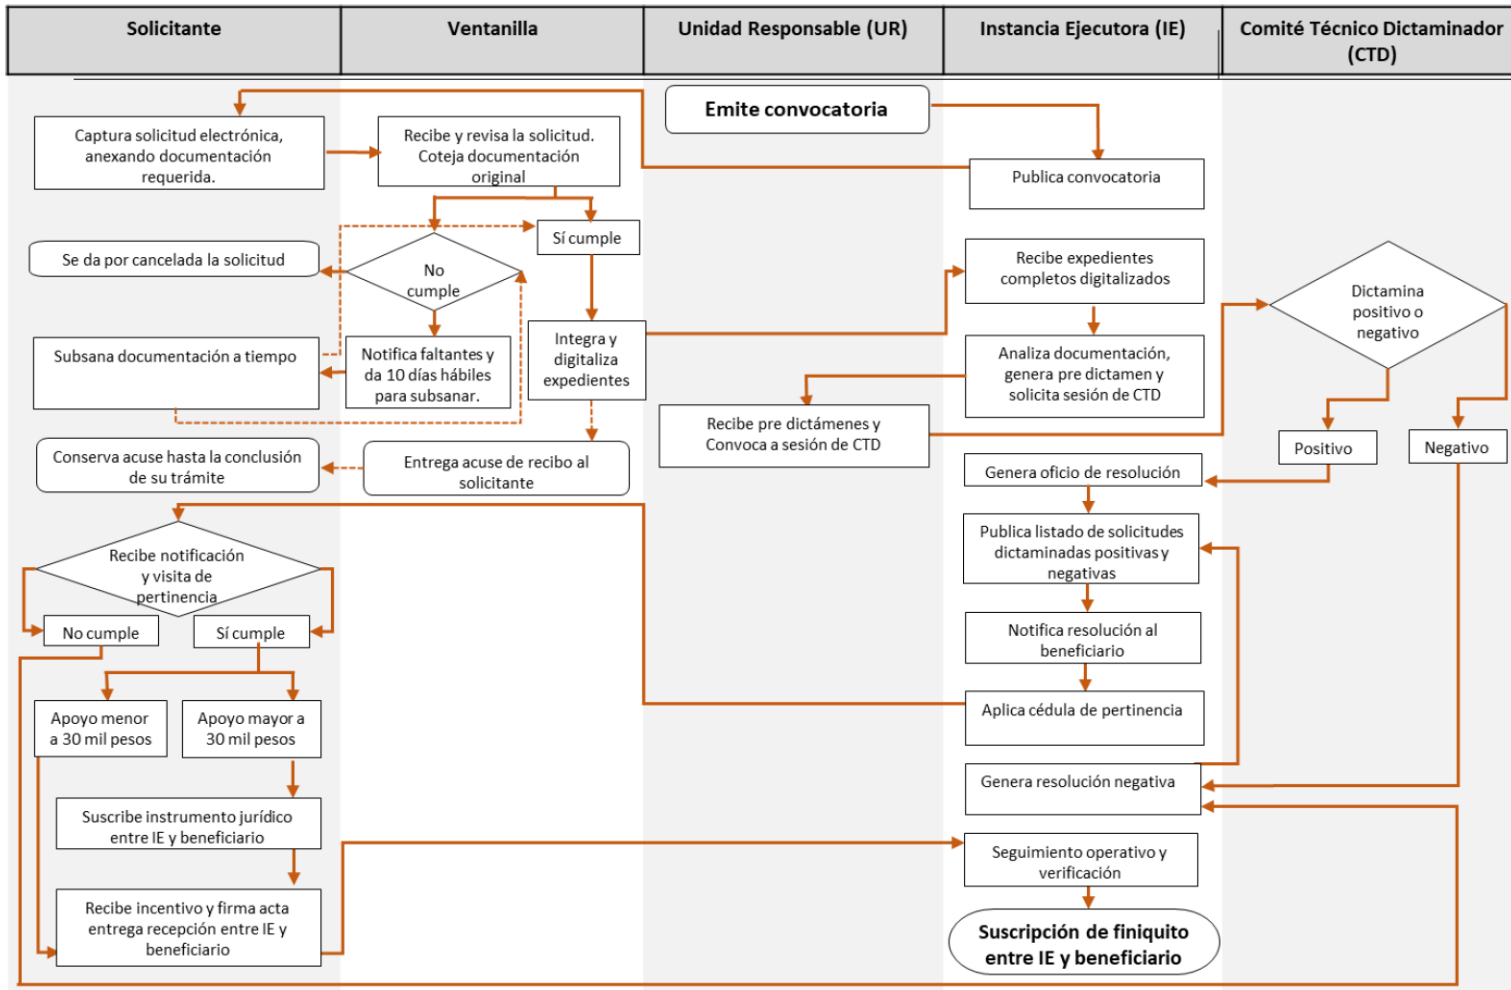 Solicitante
Ventanilla
Unidad Responsable (UR)
Instancia Ejecutora (IE)
Comité Técnico Dictaminador
(CTD)
Emite convocatoria
Captura solicitud electrónica,
anexando documentación
requerida.
Recibe y revisa la solicitud.
Coteja documentación
original
Publica convocatoria
Sí cumple
Se da por cancelada la solicitud
No
cumple
Recibe expedientes
completos digitalizados
Dictamina
positivo o
negativo
Subsana documentación a tiempo
Notifica faltantes y
da 10 días hábiles
para subsanar.
Integra y
digitaliza
expedientes
Analiza documentación,
genera pre dictamen y
solicita sesión de CTD
Recibe pre dictámenes y
Convoca a sesión de CTD
Positivo
Negativo
Conserva acuse hasta la conclusión
de su trámite
Entrega acuse de recibo al
solicitante
Genera oficio de resolución
Publica listado de solicitudes
dictaminadas positivas y
negativas
Recibe notificación
y visita de
pertinencia
No cumple
Sí cumple
Notifica resolución al
beneficiario
Apoyo menor
a 30 mil pesos
Apoyo mayor a
30 mil pesos
Aplica cédula de pertinencia
Genera resolución negativa
Suscribe instrumento jurídico
entre IE y beneficiario
Seguimiento operativo y
verificación
Recibe incentivo y firma acta
entrega recepción entre IE y
beneficiario
Suscripción de finiquito
entre IE y beneficiario